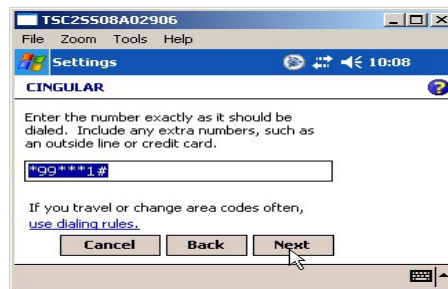 TSC2SS08A02906
File Zoom Tools Help
Settings 10:08
CINGULAR
Enter the number exactly as it should be
dialed. Include any extra numbers, such as
an outside line or credit card.
*99***1#
If you travel or change area codes often,
use dialing rules.
Cancel Back Next